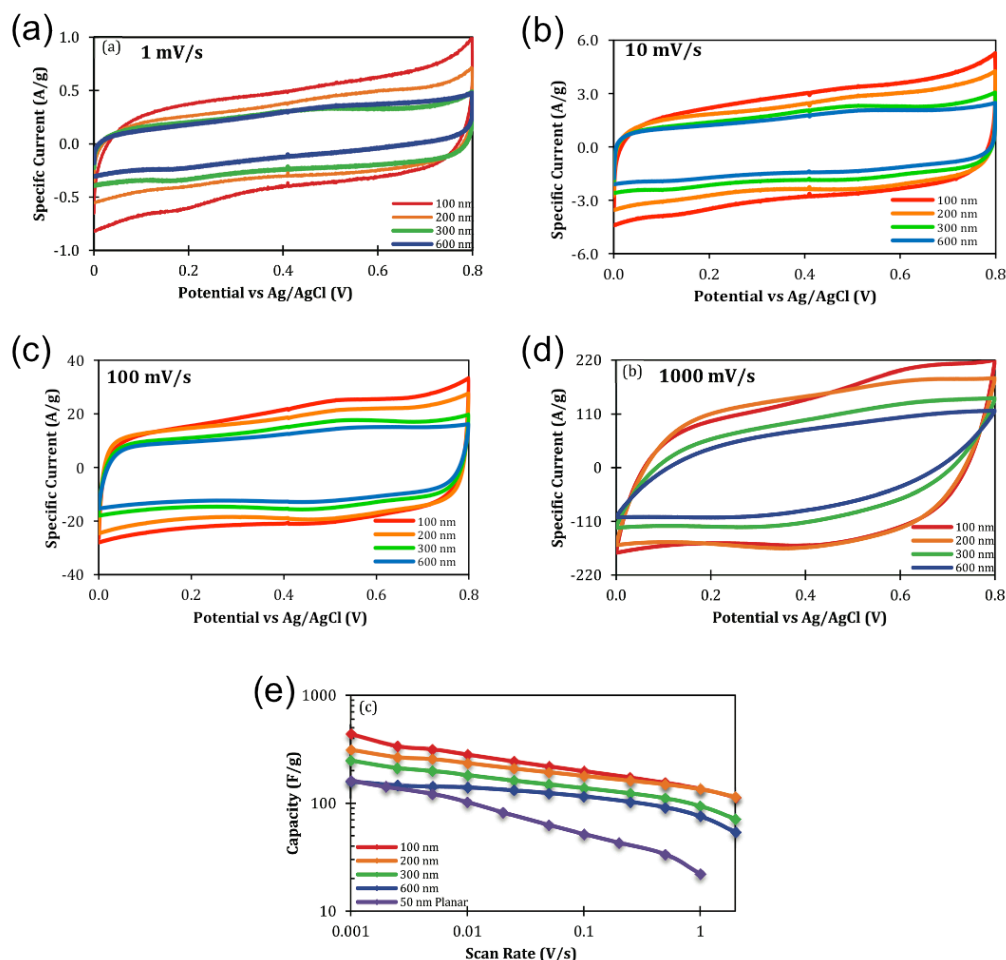 (a)
(a)
1 mV/s
1.0
0.5
0.0
-0.5
-1.0
Specifc Current (A/g)
0
0.2
0.4
0.6
0.8
Potential vs Ag/AgCl (V)
100 nm
200 nm
300 nm
600 nm
(b)
10 mV/s
6.0
3.0
0.0
-3.0
-6.0
Specific Current (A/g)
0.0
0.2
0.4
0.6
0.8
Potential vs Ag/AgCl (V)
100 nm
200 nm
300 nm
600 nm
(c)
100 mV/s
40
20
0
-20
-40
Specific Current (A/g)
0.0
0.2
0.4
0.6
0.8
Potential vs Ag/AgCl (V)
100 nm
200 nm
300 nm
600 nm
(d)
(b)
1000 mV/s
220
110
0
-110
-220
Specific Current (A/g)
0
0.2
0.4
0.6
0.8
Potential vs Ag/AgCl (V)
100 nm
200 nm
300 nm
600 nm
(e)
(c)
1000
100
10
Capacity (F/g)
0.001
0.01
0.1
1
Scan Rate (V/s)
100 nm
200 nm
300 nm
600 nm
50 nm Planar